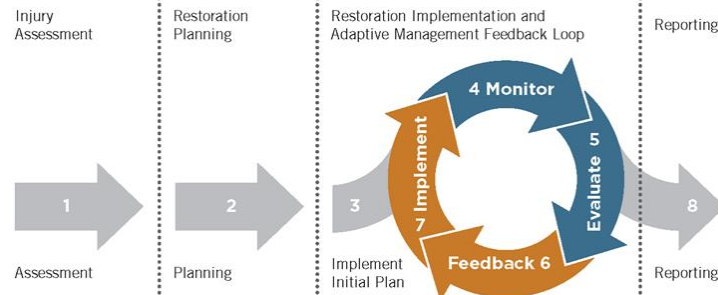 Injury
Assessment
Restoration
Planning
Restoration Implementation and
Adaptive Management Feedback Loop
Reporting
1
2
3
4 Monitor
5
Evaluate
Feedback 6
7
Implement
8
Assessment
Planning
Implement
Initial Plan
Reporting